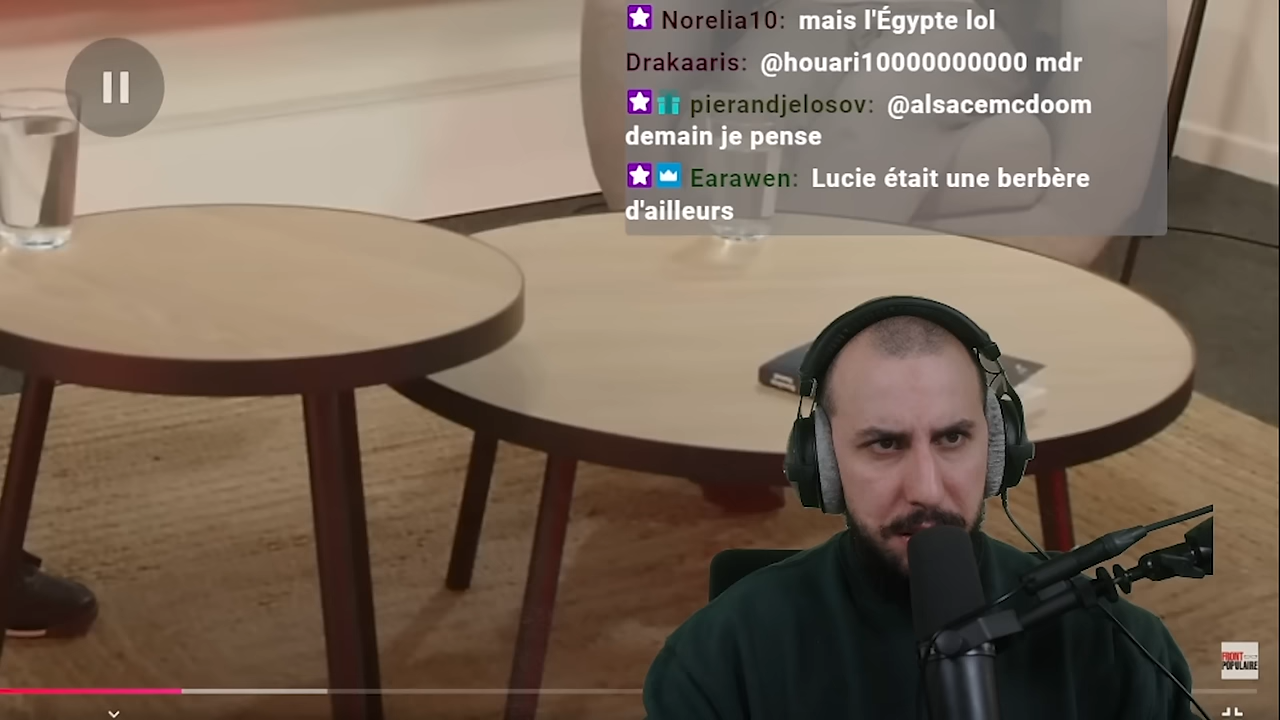 Norelia10: mais l'Égypte lol
Drakaaris: @houari10000000000 mdr
pierandjelosov: @alsacemcdoom
demain je pense
Earawen: Lucie était une berbère
d'ailleurs
FRONT
POPULAIRE